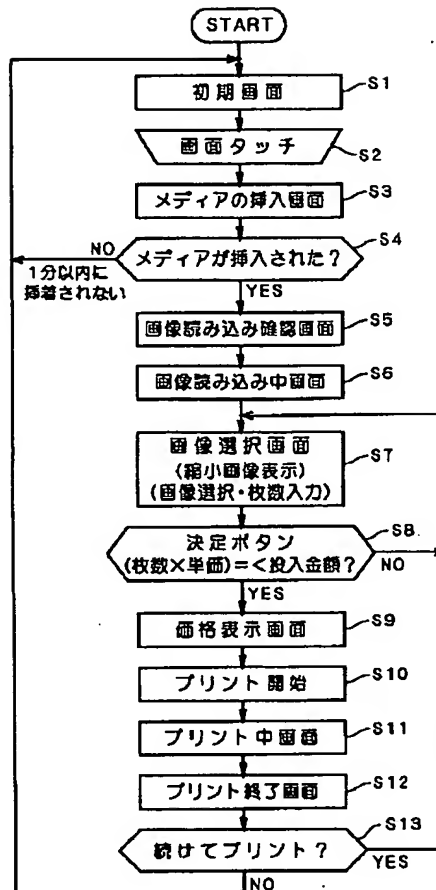 START
初期画面
S1
画面タッチ
S2
メディアの挿入画面
S3
メディアが挿入された？
S4
NO
1分以内に
挿着されない
YES
画像読み込み確認画面
S5
画像読み込み中画面
S6
画像選択画面
(縮小画像表示)
(画像選択・枚数入力)
S7
決定ボタン
(枚数×単価)=<投入金額？
S8
NO
YES
価格表示画面
S9
プリント開始
S10
プリント中画面
S11
プリント終了画面
S12
続けてプリント？
S13
YES
NO